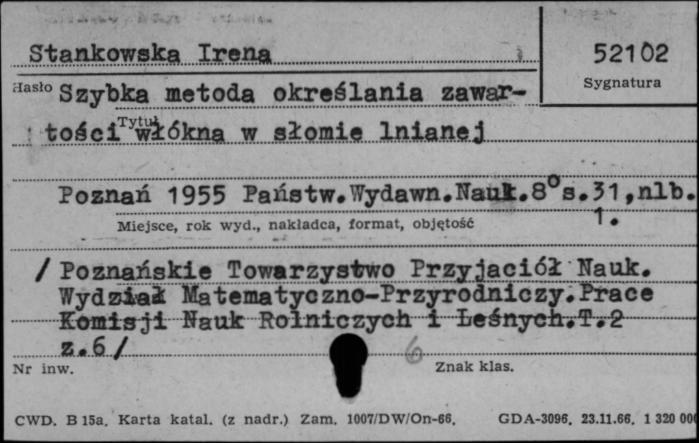 Stankowska Irena
52102
Hasło
Sygnatura
Szybka metoda określania zawar-
Tytuł
tości włókna w słomie lnianej
Poznań 1955 Państw.Wydawn.Nauk.8° s.31,nlb.
1.
Miejsce, rok wyd., nakładca, format, objętość
/ Poznańskie Towarzystwo Przyjaciół Nauk.
Wydział Matematyczno-Przyrodniczy.Prace
Komisji Nauk Rolniczych i Leśnych.T.2
z.6/
6
Nr inw.
Znak klas.
CWD. B 15a. Karta katal. (z nadr.) Zam. 1007/DW/On-66. GDA-3096. 23.11.66. 1 320 000